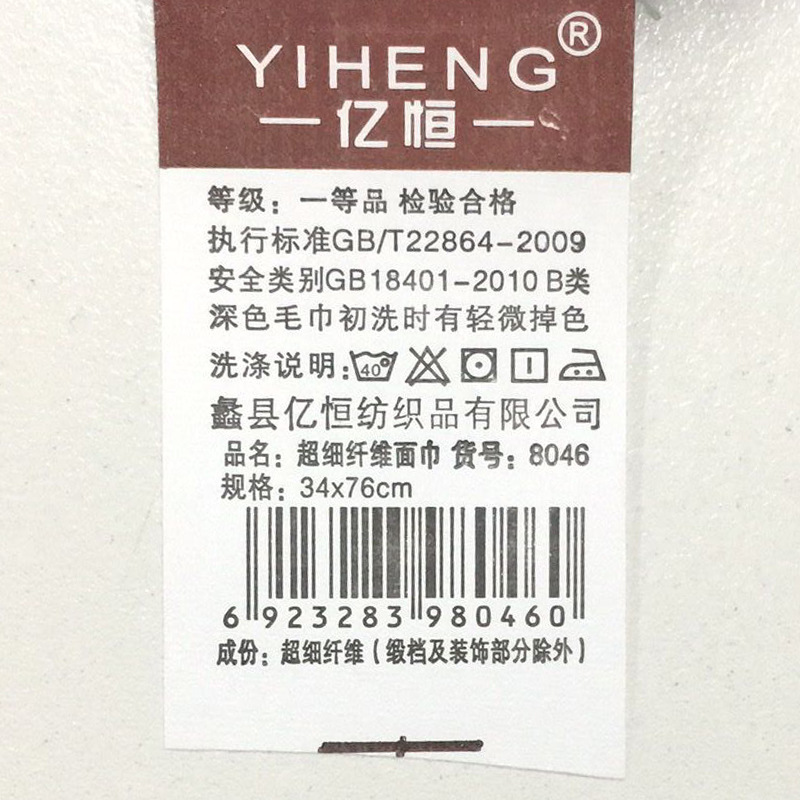 YIHENG®
亿恒
等级：一等品 检验合格
执行标准GB/T22864-2009
安全类别GB18401-2010 B类
深色毛巾初洗时有轻微掉色
洗涤说明: 40°
蠡县亿恒纺织品有限公司
品名：超细纤维面巾 货号：8046
规格：34x76cm
6 923283 980460
成份：超细纤维（缎档及装饰部分除外）